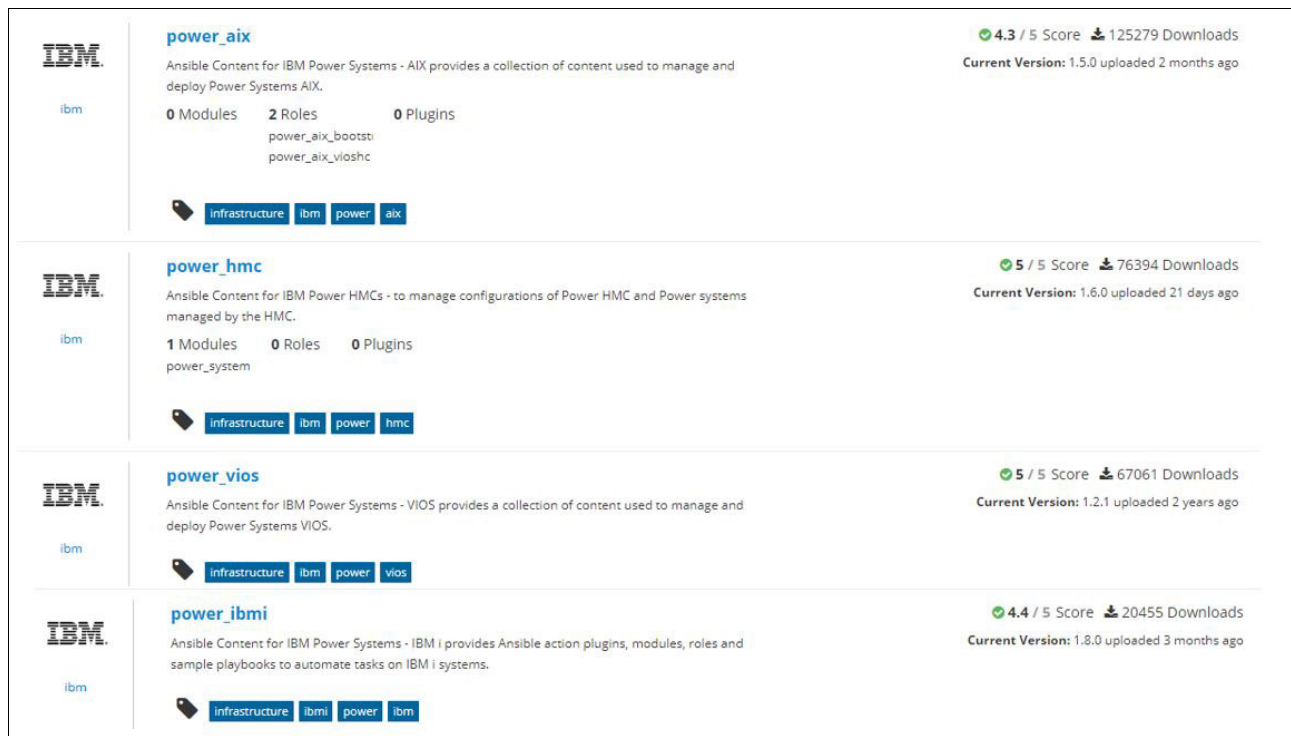 IBM.
power_aix
4.3 / 5 Score 125279 Downloads
Ansible Content for IBM Power Systems - AIX provides a collection of content used to manage and
deploy Power Systems AIX.
Current Version: 1.5.0 uploaded 2 months ago
ibm
0 Modules 2 Roles 0 Plugins
power_aix_bootst
power_aix_vioshc
infrastructure ibm power aix
IBM.
power_hmc
5 / 5 Score 76394 Downloads
Ansible Content for IBM Power HMCs - to manage configurations of Power HMC and Power systems
managed by the HMC.
Current Version: 1.6.0 uploaded 21 days ago
ibm
1 Modules 0 Roles 0 Plugins
power_system
infrastructure ibm power hmc
IBM.
power_vios
5 / 5 Score 67061 Downloads
Ansible Content for IBM Power Systems - VIOS provides a collection of content used to manage and
deploy Power Systems VIOS.
Current Version: 1.2.1 uploaded 2 years ago
ibm
infrastructure ibm power vios
IBM.
power_ibmi
4.4 / 5 Score 20455 Downloads
Ansible Content for IBM Power Systems - IBM i provides Ansible action plugins, modules, roles and
sample playbooks to automate tasks on IBM i systems.
Current Version: 1.8.0 uploaded 3 months ago
ibm
infrastructure ibmi power ibm